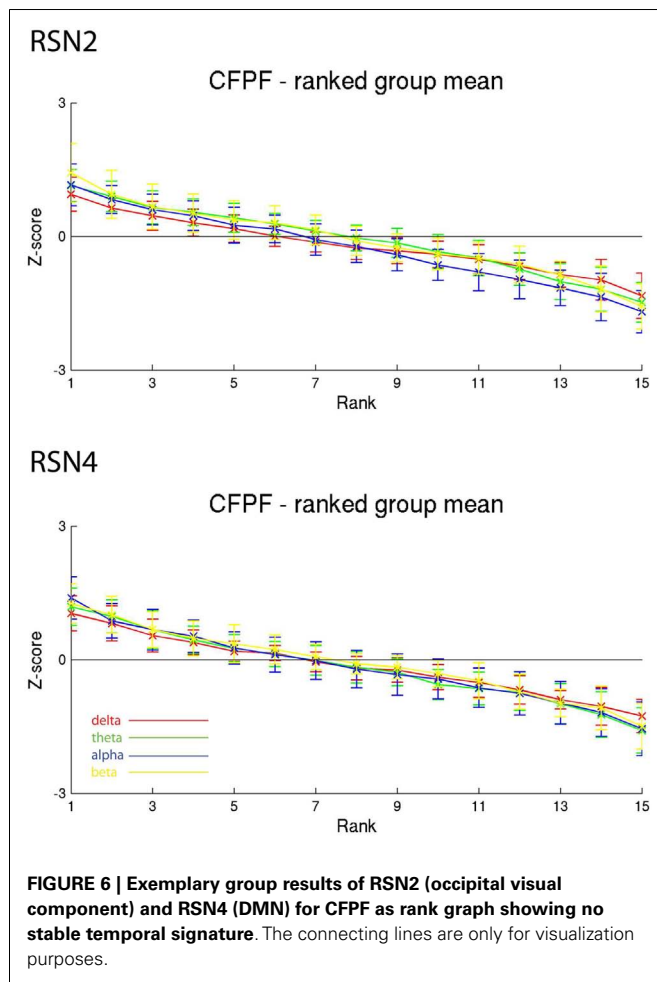 RSN2
CFPF - ranked group mean
3
0
-3
Z-score
1 3 5 7 9 11 13 15
Rank
RSN4
CFPF - ranked group mean
3
0
-3
Z-score
delta
theta
alpha
beta
1 3 5 7 9 11 13 15
Rank
FIGURE 6 | Exemplary group results of RSN2 (occipital visual
component) and RSN4 (DMN) for CFPF as rank graph showing no
stable temporal signature. The connecting lines are only for visualization
purposes.